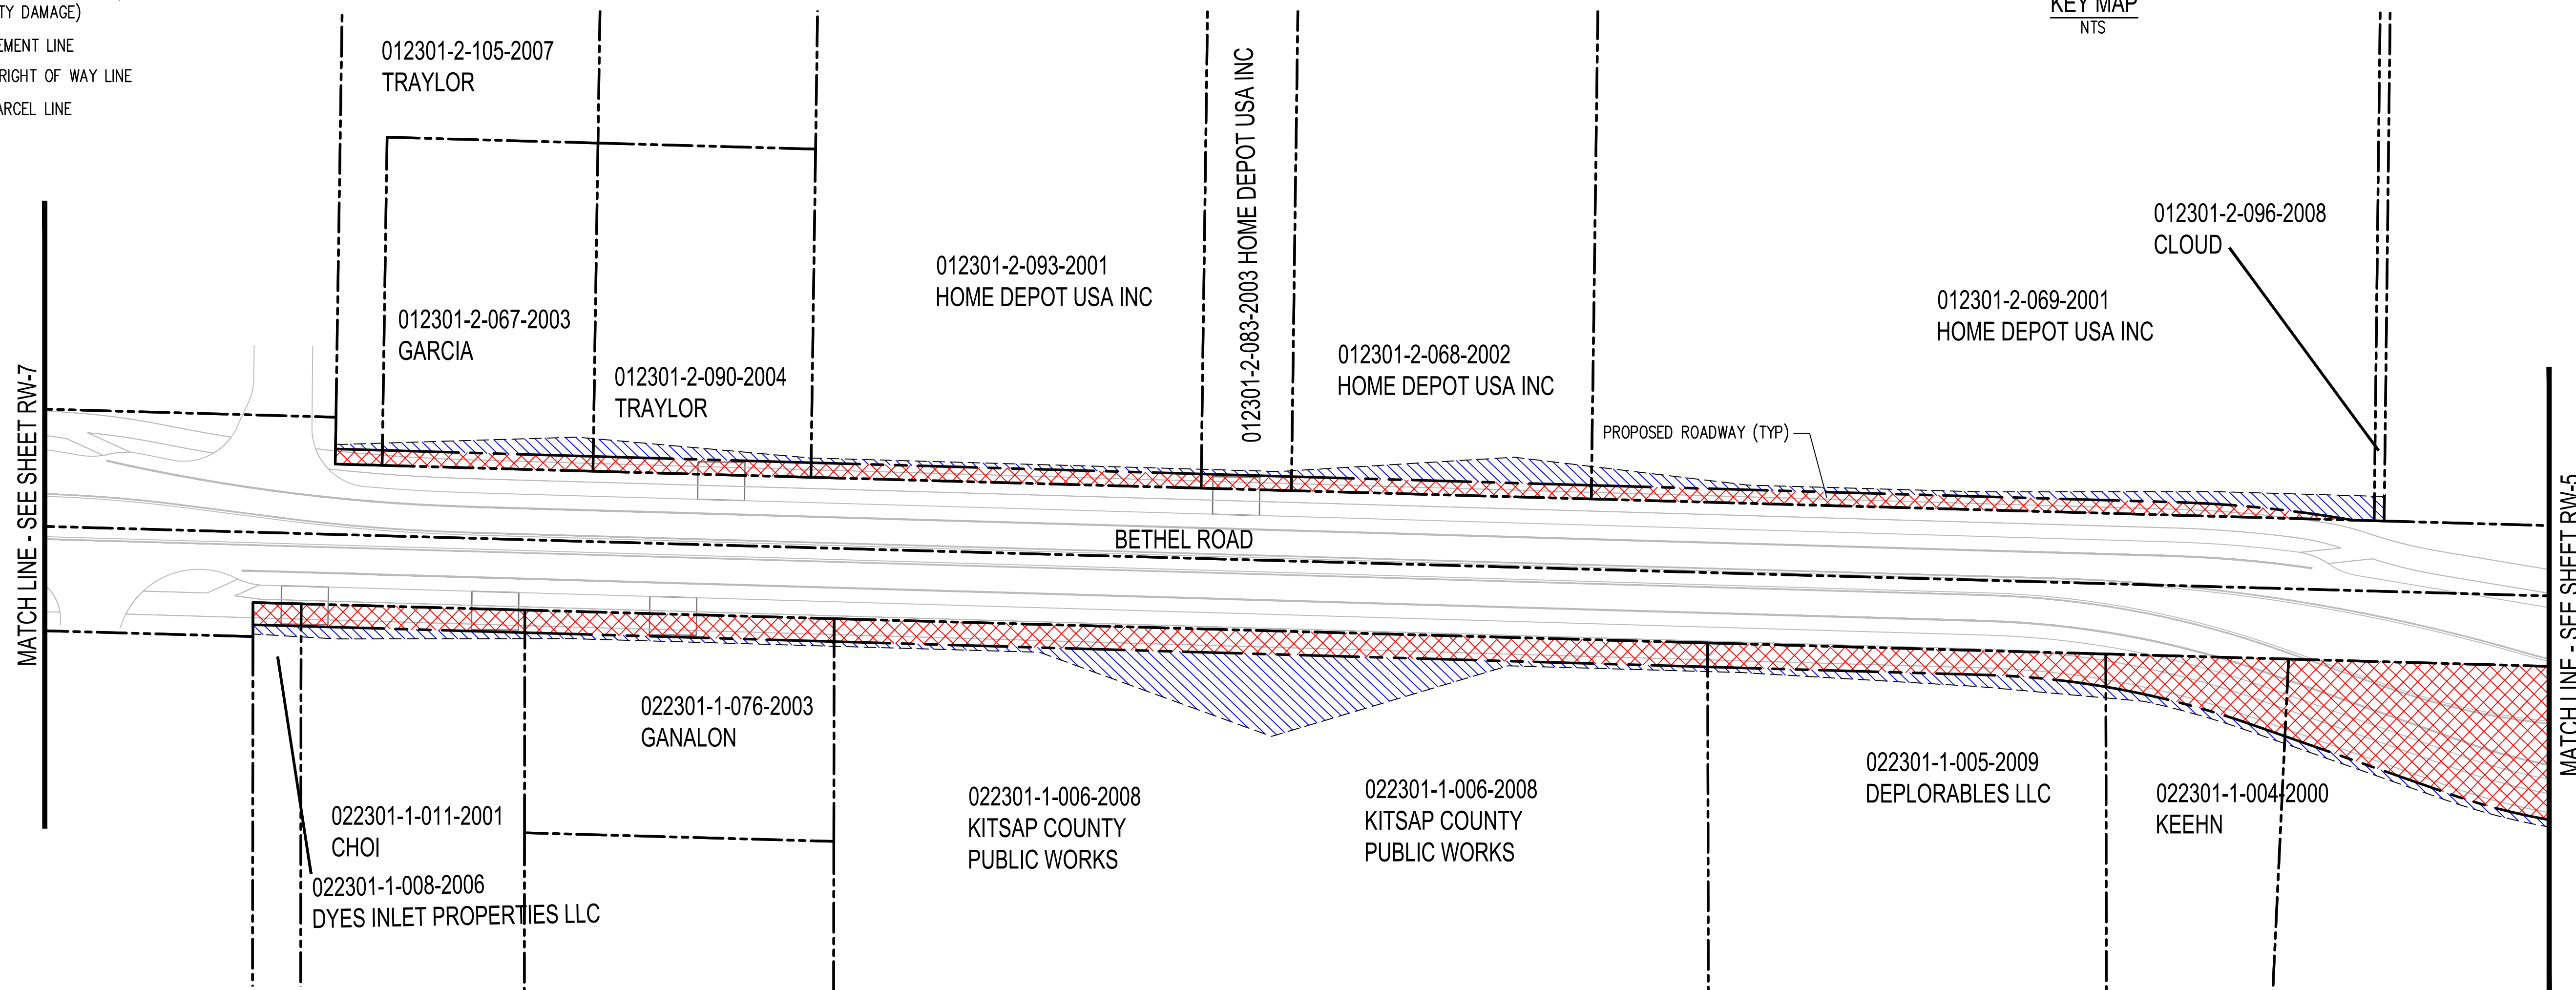 TY DAMAGE)
EMENT LINE
RIGHT OF WAY LINE
ARCEL LINE
KEY MAP
NTS
012301-2-105-2007
TRAYLOR
012301-2-067-2003
GARCIA
012301-2-090-2004
TRAYLOR
012301-2-093-2001
HOME DEPOT USA INC
012301-2-083-2003 HOME DEPOT USA INC
012301-2-068-2002
HOME DEPOT USA INC
012301-2-069-2001
HOME DEPOT USA INC
012301-2-096-2008
CLOUD
PROPOSED ROADWAY (TYP)
MATCH LINE - SEE SHEET RW-7
BETHEL ROAD
MATCH LINE - SEE SHEET RW-5
022301-1-011-2001
CHOI
022301-1-008-2006
DYES INLET PROPERTIES LLC
022301-1-076-2003
GANALON
022301-1-006-2008
KITSAP COUNTY
PUBLIC WORKS
022301-1-006-2008
KITSAP COUNTY
PUBLIC WORKS
022301-1-005-2009
DEPLORABLES LLC
022301-1-004-2000
KEEHN